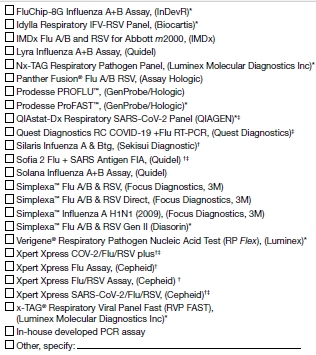 FluChip-8G Influenza A+B Assay, (InDevR)*
Idylla Respiratory IFV-RSV Panel, (Biocartis)*
IMDx Flu A/B and RSV for Abbott m2000, (IMDx)
Lyra Influenza A+B Assay, (Quidel)
Nx-TAG Respiratory Pathogen Panel, (Luminex Molecular Diagnostics Inc)*
Panther Fusion® Flu A/B RSV, (Assay Hologic)
Prodesse PROFLU™, (GenProbe/Hologic)
Prodesse ProFAST™, (GenProbe/Hologic)*
QIAstat-Dx Respiratory SARS-CoV-2 Panel (QIAGEN)*‡
Quest Diagnostics RC COVID-19 +Flu RT-PCR, (Quest Diagnostics)‡
Silaris Influenza A & Btg, (Sekisui Diagnostic)†
Sofia 2 Flu + SARS Antigen FIA, (Quidel) †‡
Solana Influenza A+B Assay, (Quidel)
Simplexa™ Flu A/B & RSV, (Focus Diagnostics, 3M)
Simplexa™ Flu A/B & RSV Direct, (Focus Diagnostics, 3M)
Simplexa™ Influenza A H1N1 (2009), (Focus Diagnostics, 3M)
Simplexa™ Flu A/B & RSV Gen II (Diasorin)*
Verigene® Respiratory Pathogen Nucleic Acid Test (RP Flex), (Luminex)*
Xpert Xpress COV-2/Flu/RSV plus†‡
Xpert Xpress Flu Assay, (Cepheid)†
Xpert Xpress Flu/RSV Assay, (Cepheid) †
Xpert Xpress SARS-CoV-2/Flu/RSV, (Cepheid)†‡
x-TAG® Respiratory Viral Panel Fast (RVP FAST),
(Luminex Molecular Diagnostics Inc)*
In-house developed PCR assay
Other, specify: